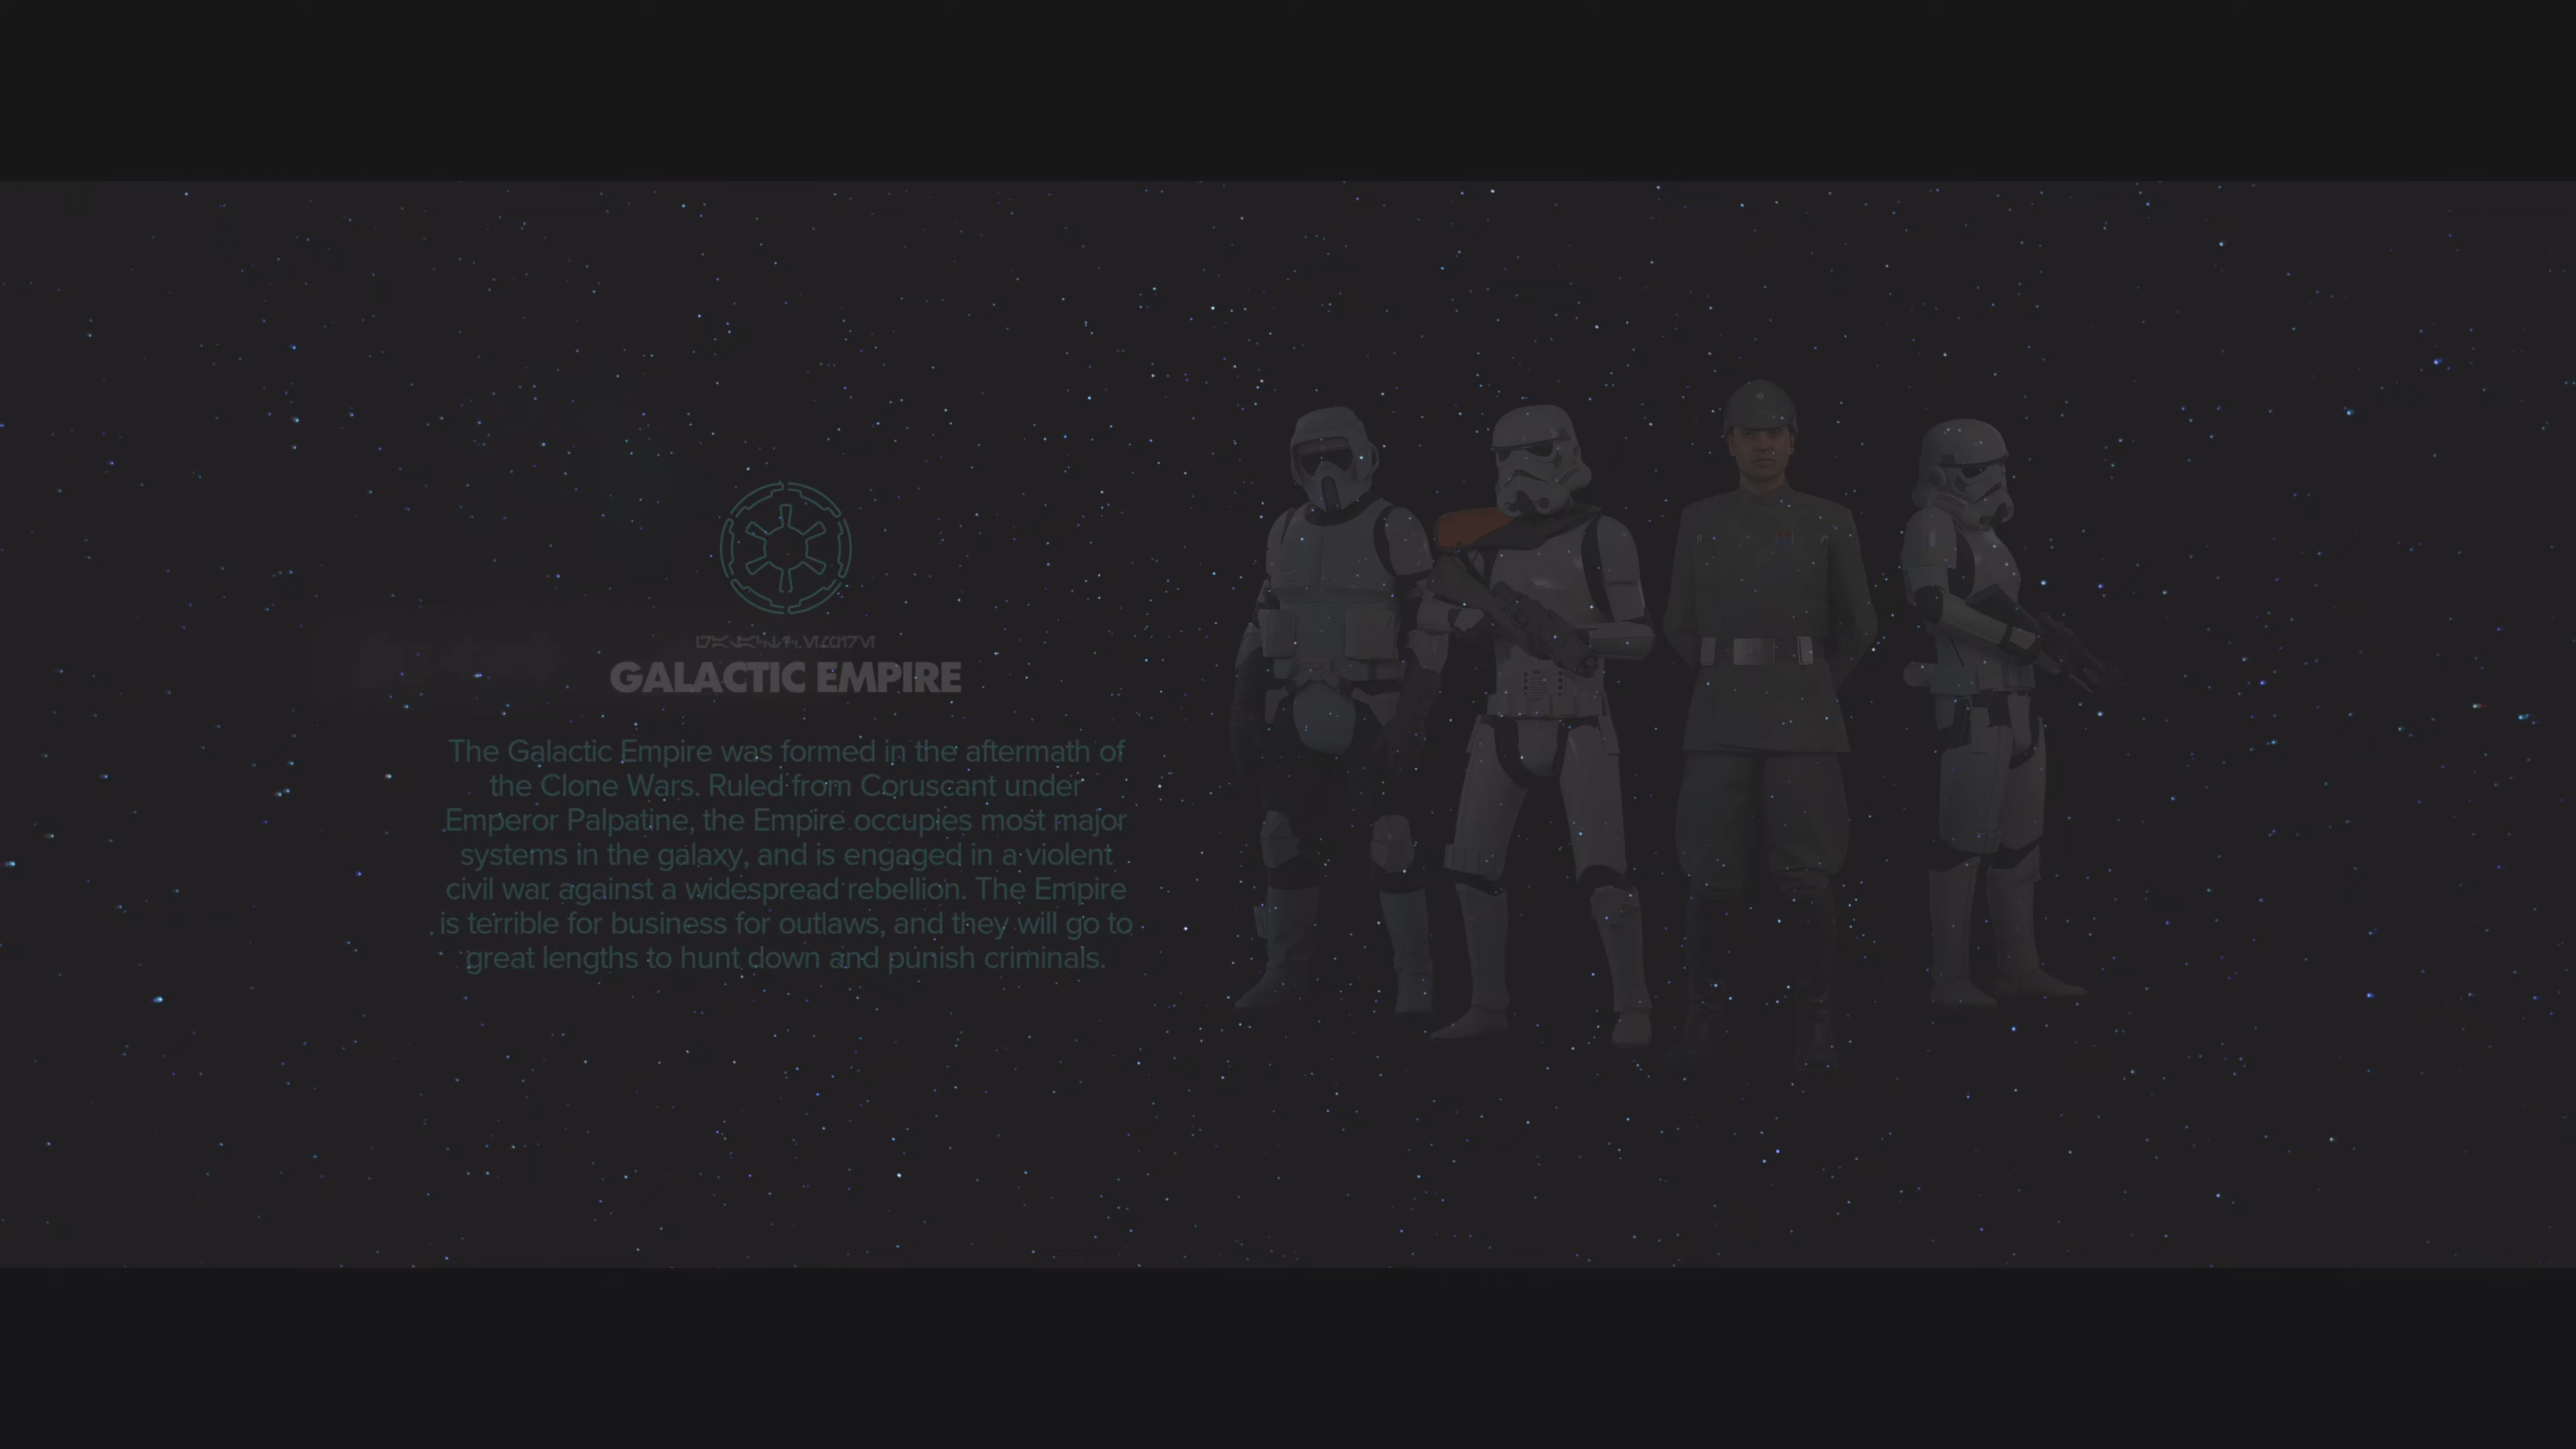 GALACTIC EMPIRE
The Galactic Empire was formed in the aftermath of
the Clone Wars. Ruled from Coruscant under
Emperor Palpatine, the Empire occupies most major
systems in the galaxy, and is engaged in a violent
civil war against a widespread rebellion. The Empire
is terrible for business for outlaws, and they will go to
great lengths to hunt down and punish criminals.